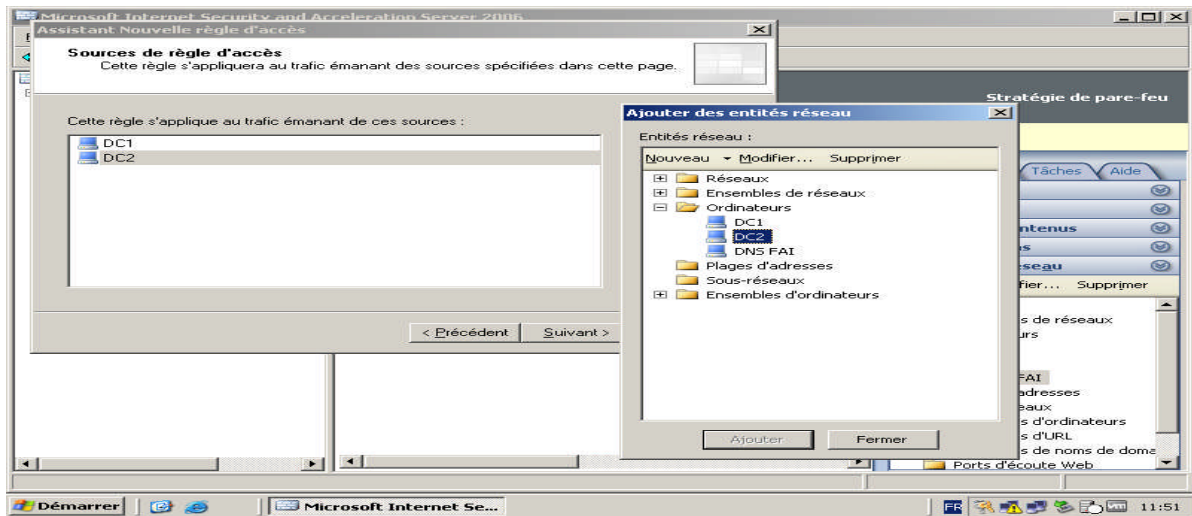 Microsoft Internet Security and Acceleration Server 2006
Assistant Nouvelle règle d'accès
Sources de règle d'accès
Cette règle s'appliquera au trafic émanant des sources spécifiées dans cette page.
Cette règle s'applique au trafic émanant de ces sources :
DC1
DC2
< Précédent
Suivant >
Ajouter des entités réseau
Entités réseau :
Nouveau
Modifier...
Supprimer
Réseaux
Ensembles de réseaux
Ordinateurs
DC1
DC2
DNS FAI
Plages d'adresses
Sous-réseaux
Ensembles d'ordinateurs
Ajouter
Fermer
Stratégie de pare-feu
Tâches
Aide
ntenus
s
seau
fier...
Supprimer
s de réseaux
urs
FAI
adresses
eaux
s d'ordinateurs
s d'URL
s de noms de doma
Ports d'écoute Web
Démarrer
Microsoft Internet Se...
FR
11:51